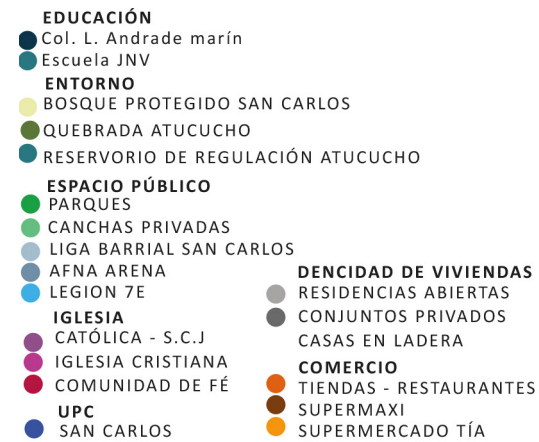 EDUCACIÓN
Col. L. Andrade marín
Escuela JNV
ENTORNO
BOSQUE PROTEGIDO SAN CARLOS
QUEBRADA ATUCUCHO
RESERVORIO DE REGULACIÓN ATUCUCHO
ESPACIO PÚBLICO
PARQUES
CANCHAS PRIVADAS
LIGA BARRIAL SAN CARLOS
AFNA ARENA
LEGION 7E
IGLESIA
CATÓLICA - S.C.J
IGLESIA CRISTIANA
COMUNIDAD DE FÉ
UPC
SAN CARLOS
DENCIDAD DE VIVIENDAS
RESIDENCIAS ABIERTAS
CONJUNTOS PRIVADOS
CASAS EN LADERA
COMERCIO
TIENDAS - RESTAURANTES
SUPERMAXI
SUPERMERCADO TÍA